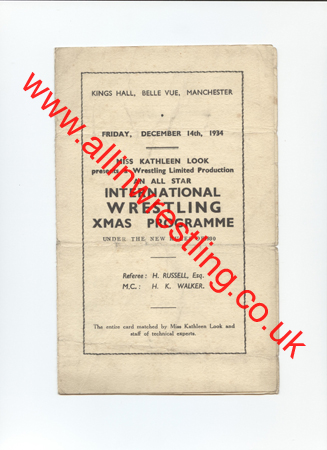 KINGS HALL, BELLE VUE, MANCHESTER
FRIDAY, DECEMBER 14th, 1934
MISS KATHLEEN LOOK
presents a Wrestling Limited Production
AN ALL STAR
INTERNATIONAL
WRESTLING
XMAS PROGRAMME
UNDER THE NEW RULES
Referee: H. RUSSELL, Esq.
M.C.: H. K. WALKER.
The entire card matched by Miss Kathleen Look and
staff of technical experts.
www.allinwrestling.co.uk